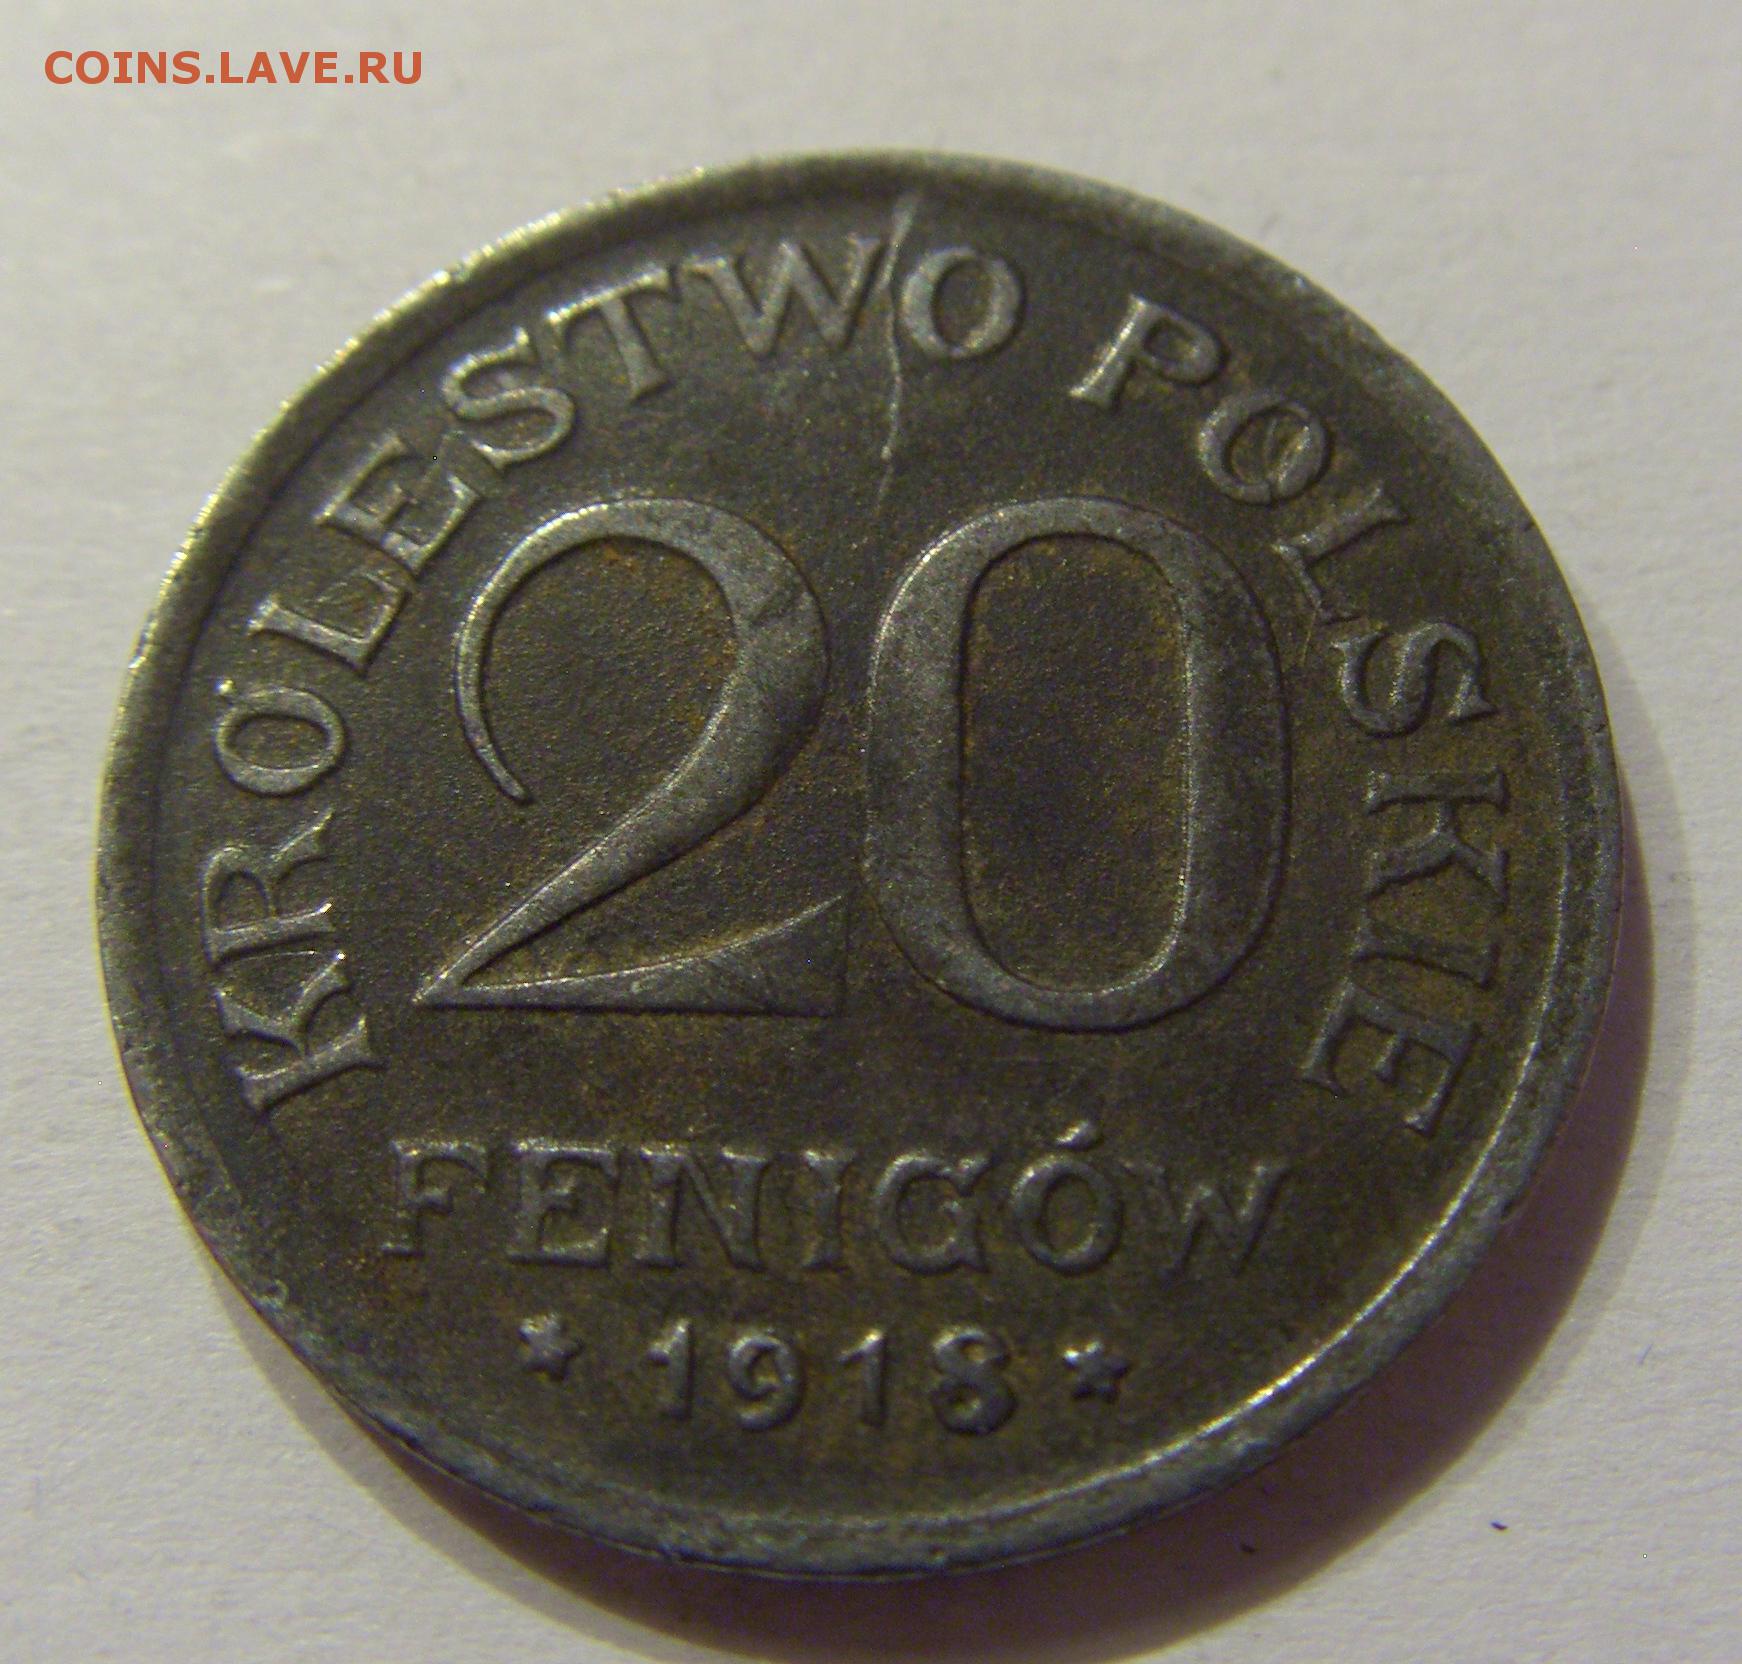 COINS.LAVE.RU
KRÓLESTWO POLSKIE
20
FENIGÓW
* 1918 *